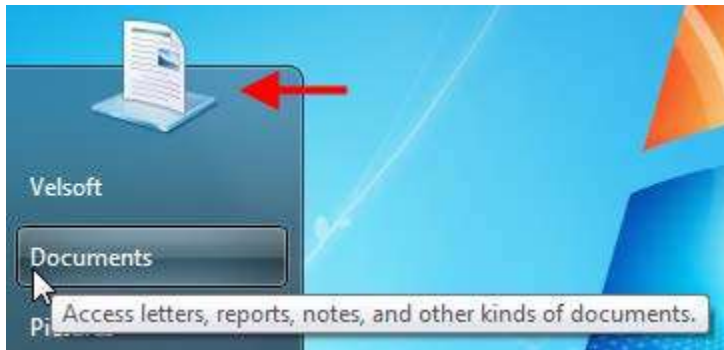 Velsoft
Documents
Access letters, reports, notes, and other kinds of documents.